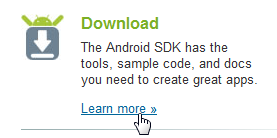 Download
The Android SDK has the
tools, sample code, and docs
you need to create great apps.
Learn more »